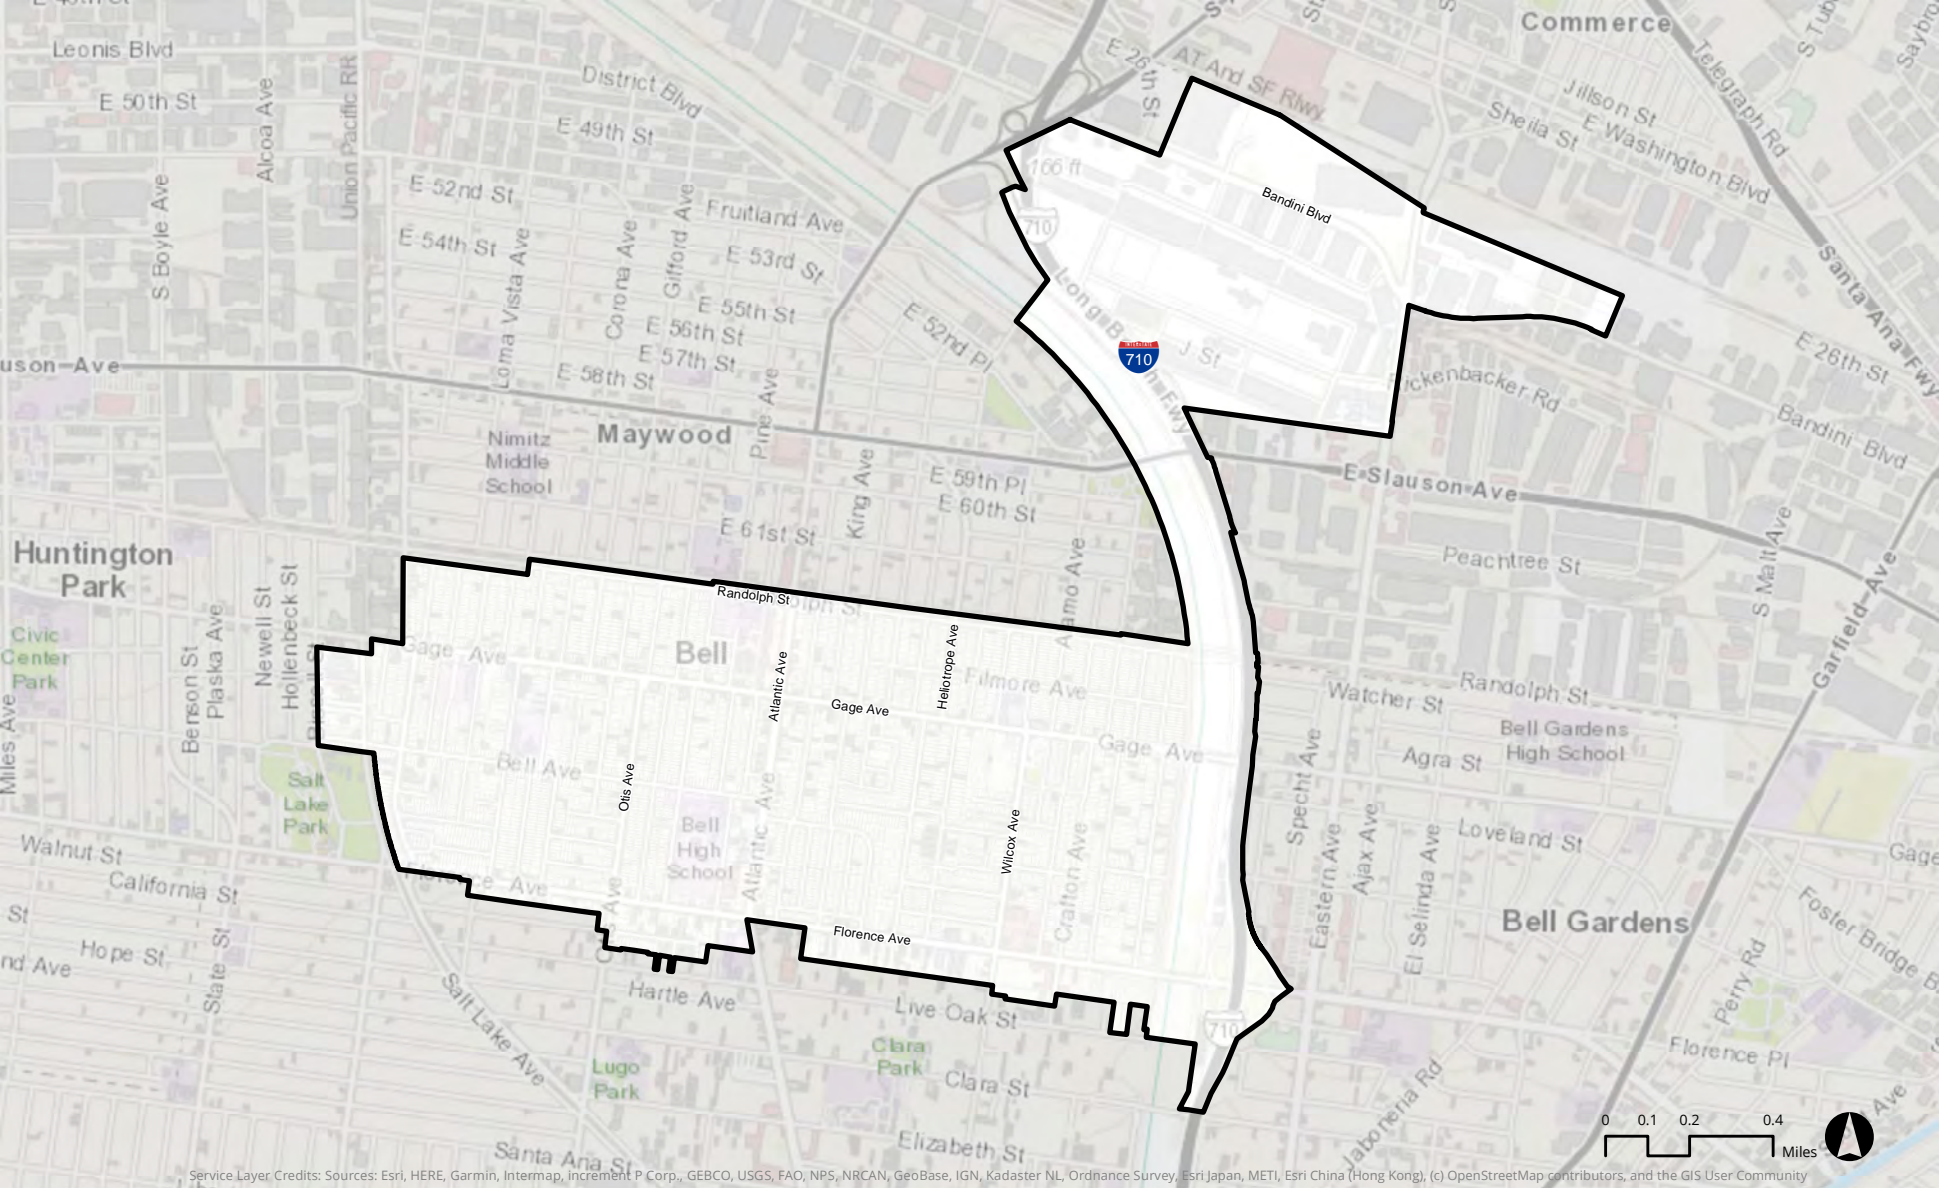 Commerce
Leonis Blvd
E 50th St
Alcoa Ave
Union Pacific RR
District Blvd
E 49th St
E 26th St
AT And SF Rlwy
Telegraph Rd
Jillson St
Sheila St
E Washington Blvd
S Boyle Ave
E 52nd St
E 54th St
Loma Vista Ave
Corona Ave
Gifford Ave
Fruitland Ave
E 53rd St
E 55th St
E 56th St
E 57th St
E 58th St
E 52nd Pl
166 ft
710
Bandini Blvd
Long Beach Fwy
INTERSTATE
710
J St
Santa Ana Fwy
E 26th St
Bandini Blvd
Maywood
Pine Ave
Nimitz
Middle
School
King Ave
E 59th Pl
E 60th St
E 61st St
E Slauson Ave
Peachtree St
S Malt Ave
Garfield Ave
Huntington
Park
Newell St
Hollenbeck St
Civic
Center
Park
Benson St
Plaska Ave
Miles Ave
Randolph St
Bell
Gage Ave
Atlantic Ave
Gage Ave
Heliotrope Ave
Filmore Ave
Gage Ave
Watcher St
Randolph St
Bell Gardens
High School
Agra St
Specht Ave
Ajax Ave
Loveland St
Gage
Bell Ave
Otis Ave
Salt
Lake
Park
Bell
High
School
Atlantic Ave
Wilcox Ave
Crafton Ave
Eastern Ave
El Selinda Ave
Bell Gardens
Foster Bridge B
Perry Rd
Walnut St
California St
St
Hope St
nd Ave
State St
Salt Lake Ave
Florence Ave
Hartle Ave
Live Oak St
710
Clara
Park
Clara St
Lugo
Park
Elizabeth St
Santa Ana St
Jaboneria Rd
Florence Pl
Ave
0 0.1 0.2 0.4
Miles
Service Layer Credits: Sources: Esri, HERE, Garmin, Intermap, increment P Corp., GEBCO, USGS, FAO, NPS, NRCAN, GeoBase, IGN, Kadaster NL, Ordnance Survey, Esri Japan, METI, Esri China (Hong Kong), (c) OpenStreetMap contributors, and the GIS User Community